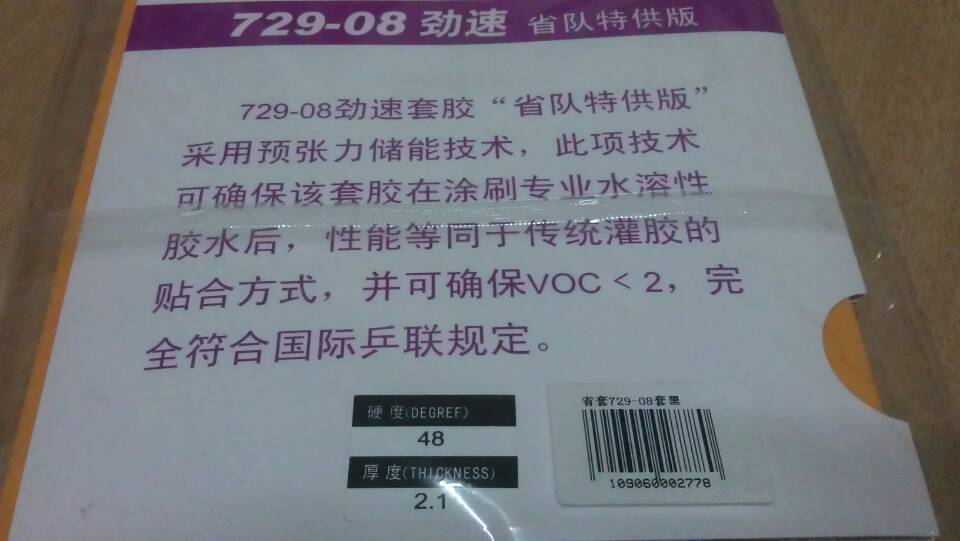 729-08 劲速 省队特供版
729-08劲速套胶“省队特供版”
采用预张力储能技术，此项技术
可确保该套胶在涂刷专业水溶性
胶水后，性能等同于传统灌胶的
贴合方式，并可确保VOC＜2，完
全符合国际乒联规定。
硬度(DEGREF)
48
厚度(THICKNESS)
2.1
省套729-08套黑
109060002778